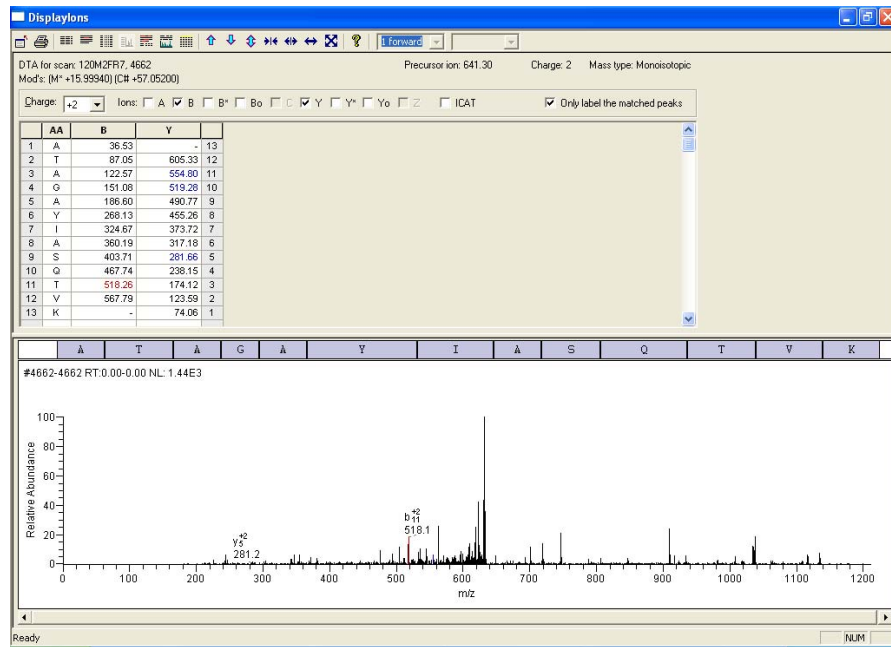 DisplayIons
1 forward
DTA for scan: 120M2FR7, 4662 Precursor ion: 641.30 Charge: 2 Mass type: Monoisotopic
Mod's: (M* +15.99940) (C# +57.05200)
Charge: +2 Ions: A B B* Bo C Y Y* Yo Z ICAT Only label the matched peaks
AA B Y
1 A 36.53 - 13
2 T 87.05 605.33 12
3 A 122.57 554.80 11
4 G 151.08 519.28 10
5 A 186.60 490.77 9
6 Y 268.13 455.26 8
7 I 324.67 373.72 7
8 A 360.19 317.18 6
9 S 403.71 281.66 5
10 Q 467.74 238.15 4
11 T 518.26 174.12 3
12 V 567.79 123.59 2
13 K - 74.06 1
A T A G A Y I A S Q T V K
#4662-4662 RT:0.00-0.00 NL: 1.44E3
100
80
60
40
20
0
Relative Abundance
b +2 11
518.1
y +2 5
281.2
0 100 200 300 400 500 600 700 800 900 1000 1100 1200
m/z
Ready NUM